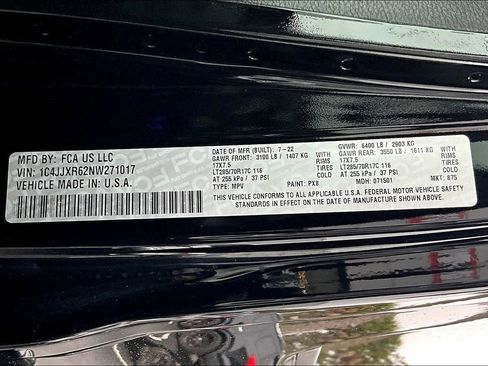 MFD BY: FCA US LLC
VIN: 1C4JJXR62NW271017
VEHICLE MADE IN U.S.A.
DATE OF MFR (BUILT): 7-22 GVWR: 6400 LB / 2903 KG
GAWR FRONT: 3100 LB / 1407 KG GAWR REAR: 3550 LB / 1611 KG
17X7.5 RIMS 17X7.5 RIMS
LT285/70R17C 116 TIRES LT285/70R17C 116 TIRES
AT 255 kPa / 37 PSI COLD AT 255 kPa / 37 PSI COLD
TYPE: MPV PAINT: PX8 MDH: 071501 MKT: 875
THIS VEHICLE CONFORMS TO ALL APPLICABLE U.S.A. FEDERAL MOTOR VEHICLE SAFETY
STANDARDS IN EFFECT ON THE DATE OF MANUFACTURE SHOWN ABOVE.